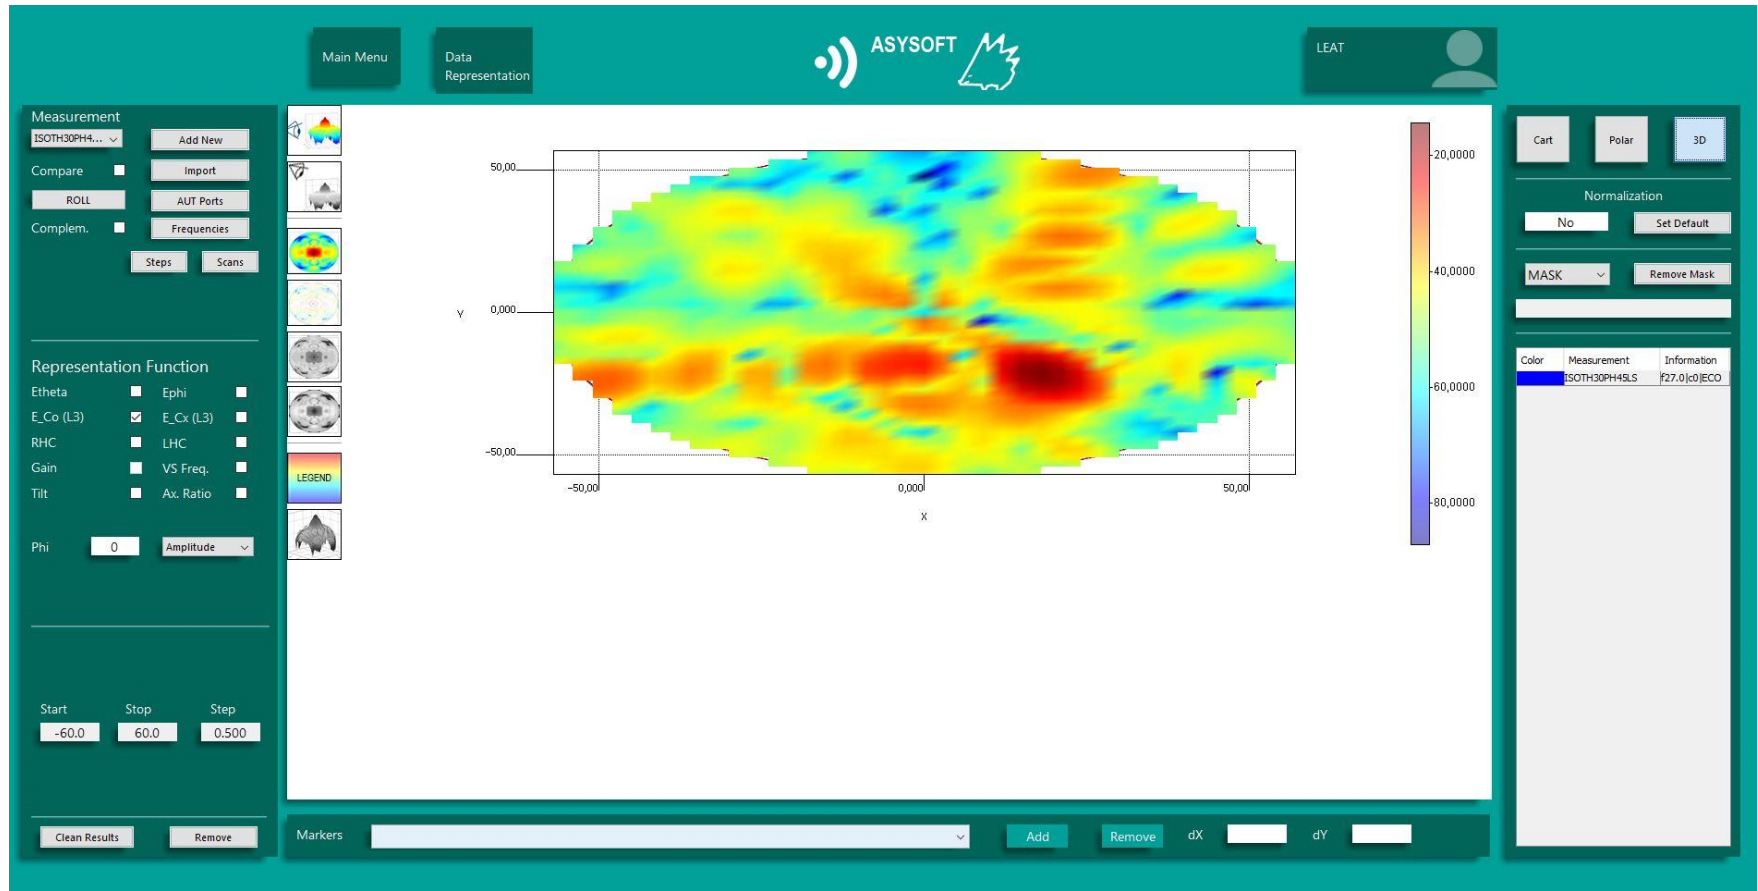 Main Menu
Data
Representation
ASYSOFT
LEAT
Measurement
ISOTH30PH4...
Add New
Compare
Import
ROLL
AUT Ports
Complem.
Frequencies
Steps
Scans
Representation Function
Etheta
Ephi
E_Co (L3)
E_Cx (L3)
RHC
LHC
Gain
VS Freq.
Tilt
Ax. Ratio
Phi
0
Amplitude
Start
Stop
Step
-60.0
60.0
0.500
Clean Results
Remove
LEGEND
50,00
Y
0,000
-50,00
-50,00
0,000
50,00
X
-20,0000
-40,0000
-60,0000
-80,0000
Markers
Add
Remove
dX
dY
Cart
Polar
3D
Normalization
No
Set Default
MASK
Remove Mask
Color
Measurement
Information
ISOTH30PH45LS
f27.0|c0|ECO